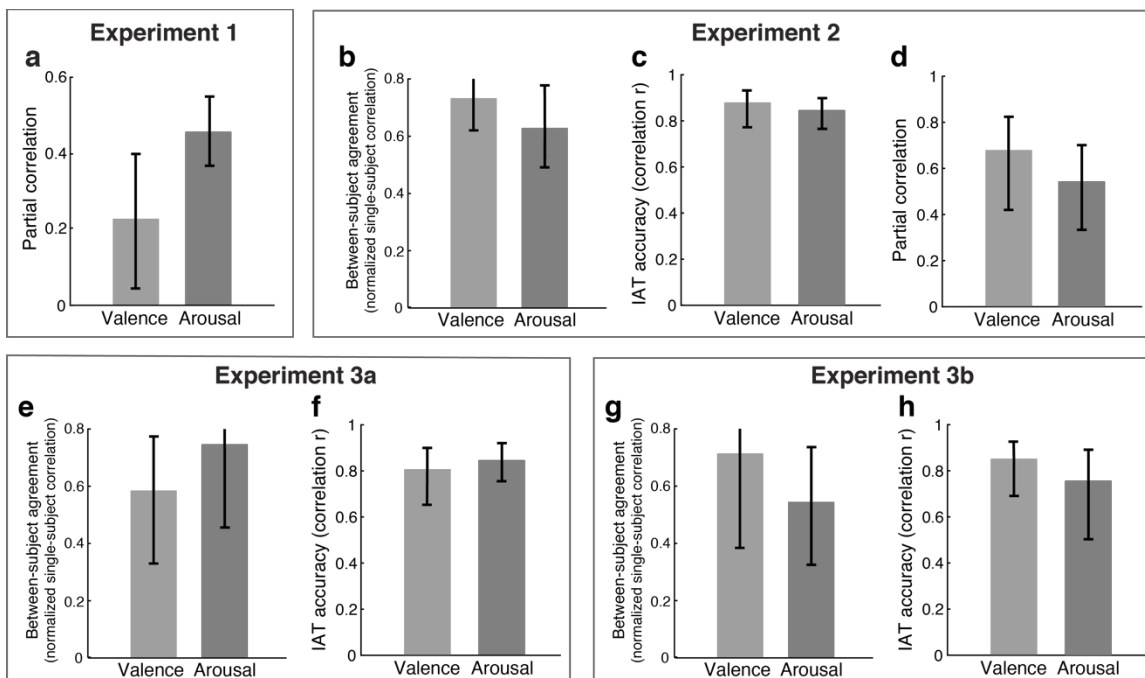 Experiment 1
a
Partial correlation
0.6
0.4
0.2
0
Valence Arousal
Experiment 2
b
Between-subject agreement
(normalized single-subject correlation)
0.8
0.6
0.4
0.2
0
Valence Arousal
c
IAT accuracy (correlation r)
1
0.8
0.6
0.4
0.2
0
Valence Arousal
d
Partial correlation
1
0.8
0.6
0.4
0.2
0
Valence Arousal
Experiment 3a
e
Between-subject agreement
(normalized single-subject correlation)
0.8
0.6
0.4
0.2
0
Valence Arousal
f
IAT accuracy (correlation r)
1
0.8
0.6
0.4
0.2
0
Valence Arousal
Experiment 3b
g
Between-subject agreement
(normalized single-subject correlation)
0.8
0.6
0.4
0.2
0
Valence Arousal
h
IAT accuracy (correlation r)
1
0.8
0.6
0.4
0.2
0
Valence Arousal